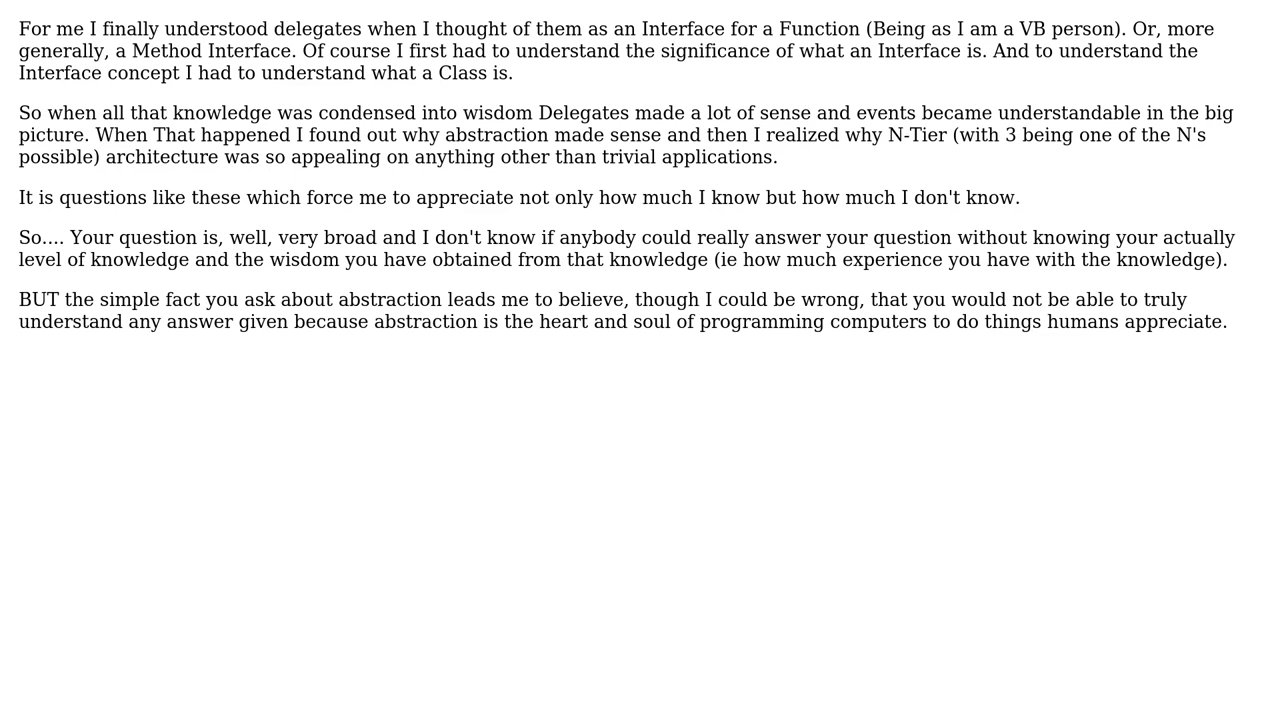 For me I finally understood delegates when I thought of them as an Interface for a Function (Being as I am a VB person). Or, more
generally, a Method Interface. Of course I first had to understand the significance of what an Interface is. And to understand the
Interface concept I had to understand what a Class is.
So when all that knowledge was condensed into wisdom Delegates made a lot of sense and events became understandable in the big
picture. When That happened I found out why abstraction made sense and then I realized why N-Tier (with 3 being one of the N's
possible) architecture was so appealing on anything other than trivial applications.
It is questions like these which force me to appreciate not only how much I know but how much I don't know.
So.... Your question is, well, very broad and I don't know if anybody could really answer your question without knowing your actually
level of knowledge and the wisdom you have obtained from that knowledge (ie how much experience you have with the knowledge).
BUT the simple fact you ask about abstraction leads me to believe, though I could be wrong, that you would not be able to truly
understand any answer given because abstraction is the heart and soul of programming computers to do things humans appreciate.